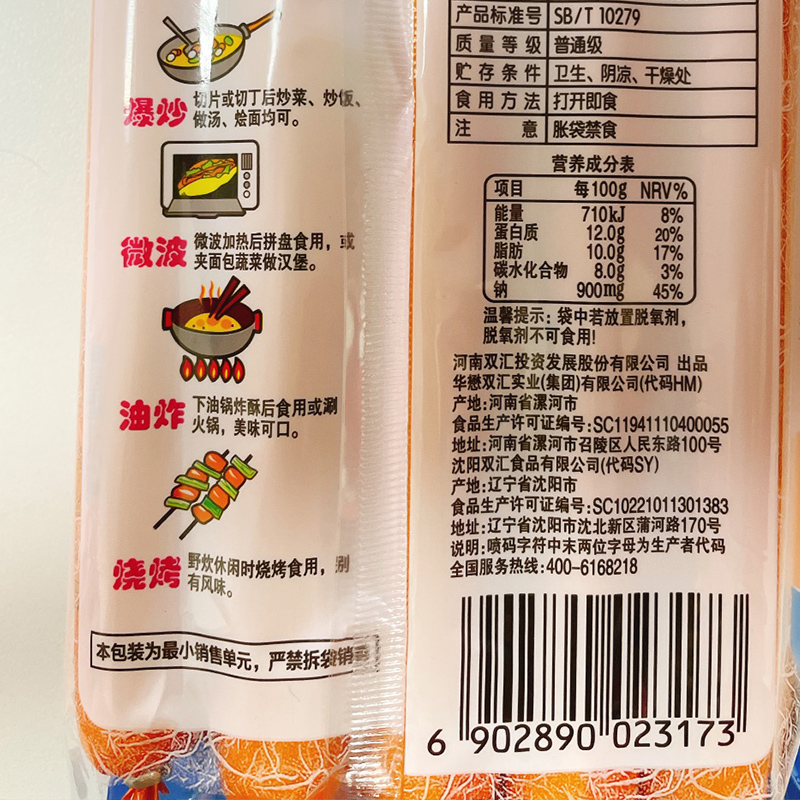 爆炒
切片或切丁后炒菜、炒饭、
做汤、烩面均可。
微波
微波加热后拼盘食用，或
夹面包蔬菜做汉堡。
油炸
下油锅炸酥后食用或涮
火锅，美味可口。
烧烤
野炊休闲时烧烤食用，别
有风味。
本包装为最小销售单元，严禁拆袋销售
产品标准号 SB/T 10279
质量等级 普通级
贮存条件 卫生、阴凉、干燥处
食用方法 打开即食
注意 胀袋禁食
营养成分表
项目 每100g NRV%
能量 710kJ 8%
蛋白质 12.0g 20%
脂肪 10.0g 17%
碳水化合物 8.0g 3%
钠 900mg 45%
温馨提示：袋中若放置脱氧剂，
脱氧剂不可食用！
河南双汇投资发展股份有限公司 出品
华懋双汇实业(集团)有限公司(代码HM)
产地:河南省漯河市
食品生产许可证编号:SC11941110400055
地址:河南省漯河市召陵区人民东路100号
沈阳双汇食品有限公司(代码SY)
产地:辽宁省沈阳市
食品生产许可证编号:SC10221011301383
地址:辽宁省沈阳市沈北新区蒲河路170号
说明:喷码字符中末两位字母为生产者代码
全国服务热线:400-6168218
6 902890 023173